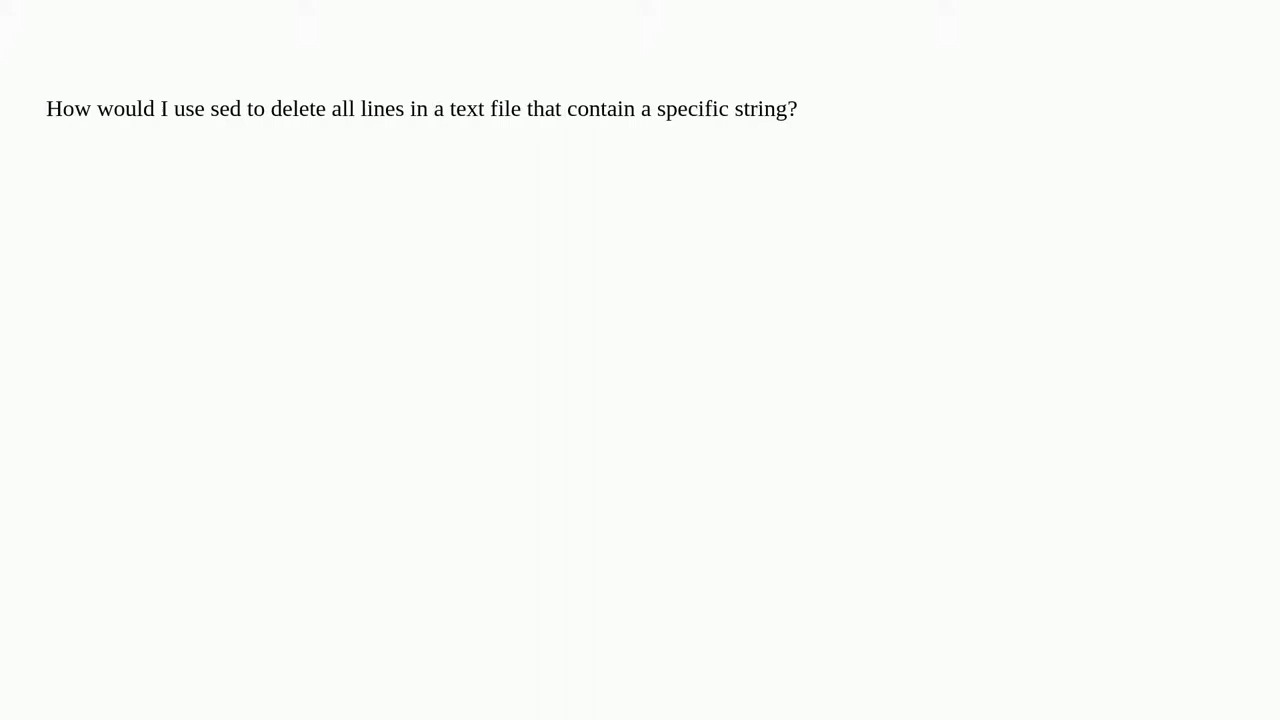 How would I use sed to delete all lines in a text file that contain a specific string?